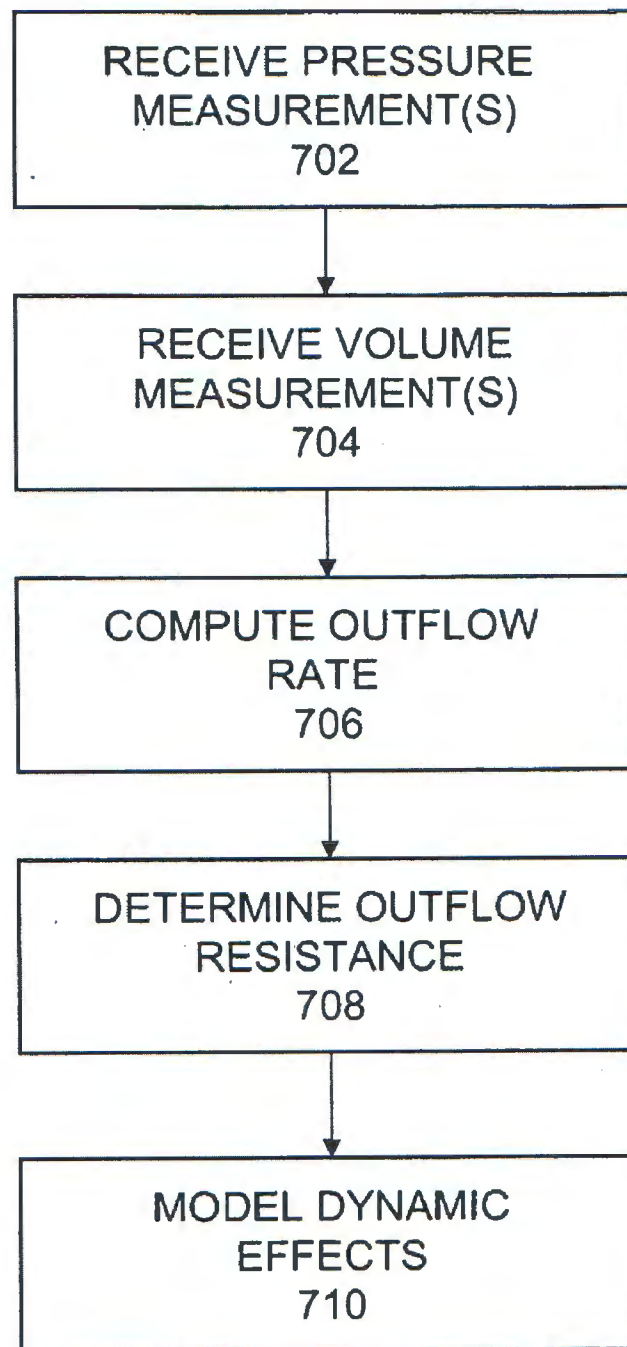 RECEIVE PRESSURE
MEASUREMENT(S)
702
RECEIVE VOLUME
MEASUREMENT(S)
704
COMPUTE OUTFLOW
RATE
706
DETERMINE OUTFLOW
RESISTANCE
708
MODEL DYNAMIC
EFFECTS
710